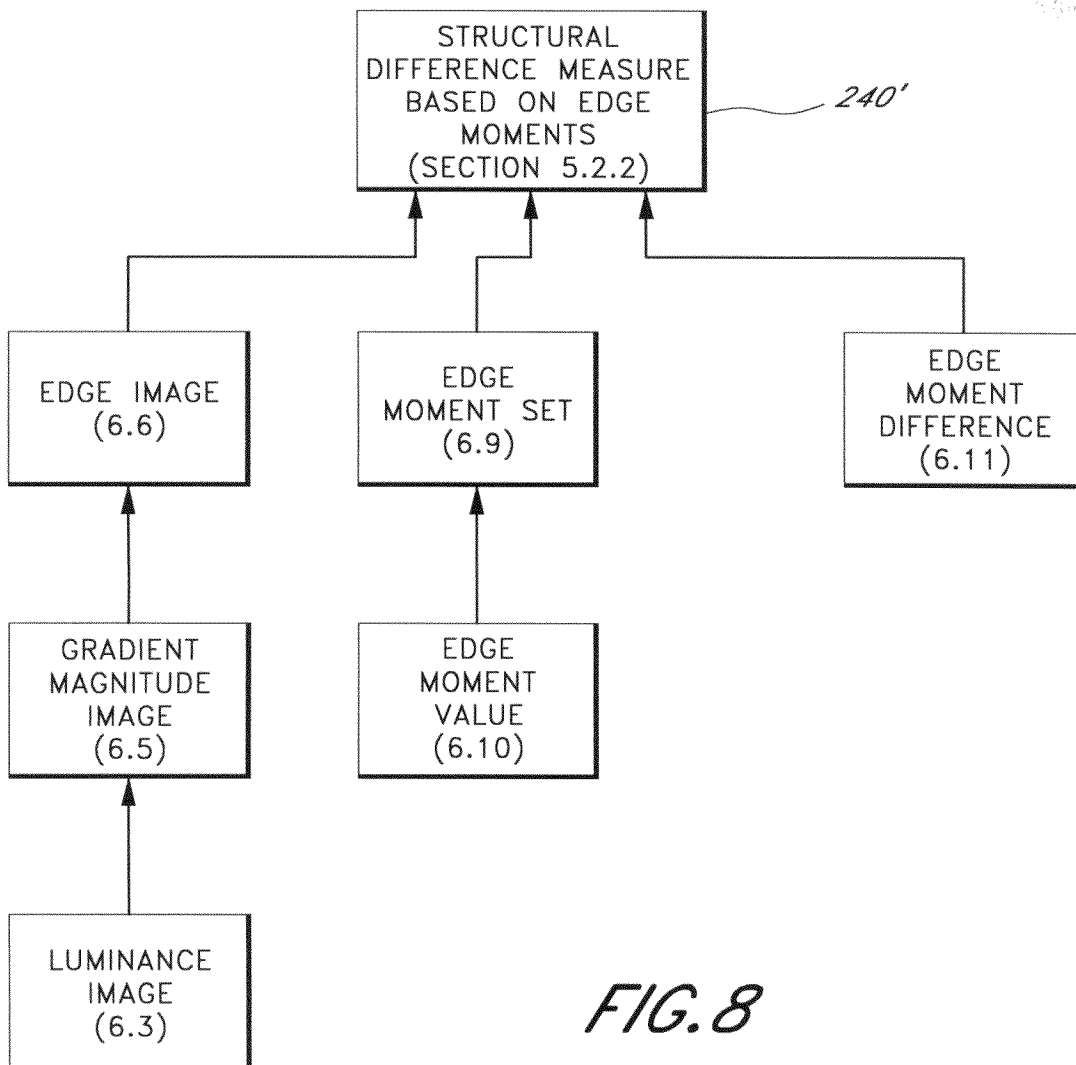 STRUCTURAL
DIFFERENCE MEASURE
BASED ON EDGE
MOMENTS
(SECTION 5.2.2)
240'
EDGE IMAGE
(6.6)
EDGE
MOMENT SET
(6.9)
EDGE
MOMENT
DIFFERENCE
(6.11)
GRADIENT
MAGNITUDE
IMAGE
(6.5)
EDGE
MOMENT
VALUE
(6.10)
LUMINANCE
IMAGE
(6.3)
FIG. 8